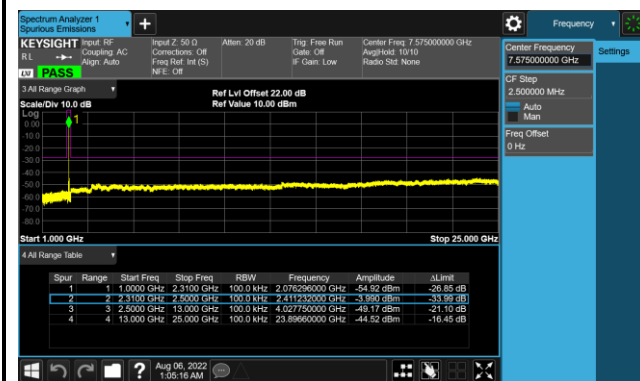 Spectrum Analyzer 1
Spurious Emissions
+
Frequency
KEYSIGHT
RL
Input: RF
Coupling: AC
Align: Auto
Input Z: 50 Ω
Corrections: Off
Freq Ref: Int (S)
NFE: Off
Atten: 20 dB
Trig: Free Run
Gate: Off
IF Gain: Low
Center Freq: 7.575000000 GHz
Avg|Hold: 10/10
Radio Std: None
LXI PASS
Center Frequency
7.575000000 GHz
Settings
CF Step
2.500000 MHz
Auto
Man
Freq Offset
0 Hz
3 All Range Graph
Scale/Div 10.0 dB
Ref Lvl Offset 22.00 dB
Ref Value 10.00 dBm
Log
1
0.00
-10.0
-20.0
-30.0
-40.0
-50.0
-60.0
-70.0
-80.0
Start 1.000 GHz
Stop 25.000 GHz
4 All Range Table
Spur Range Start Freq Stop Freq RBW Frequency Amplitude ΔLimit
1 1 1.0000 GHz 2.3100 GHz 100.0 kHz 2.076296000 GHz -54.92 dBm -26.85 dB
2 2 2.3100 GHz 2.5000 GHz 100.0 kHz 2.411232000 GHz -3.990 dBm -33.99 dB
3 3 2.5000 GHz 13.000 GHz 100.0 kHz 4.027750000 GHz -49.17 dBm -21.10 dB
4 4 13.000 GHz 25.000 GHz 100.0 kHz 23.89660000 GHz -44.52 dBm -16.45 dB
?
Aug 06, 2022
1:05:16 AM